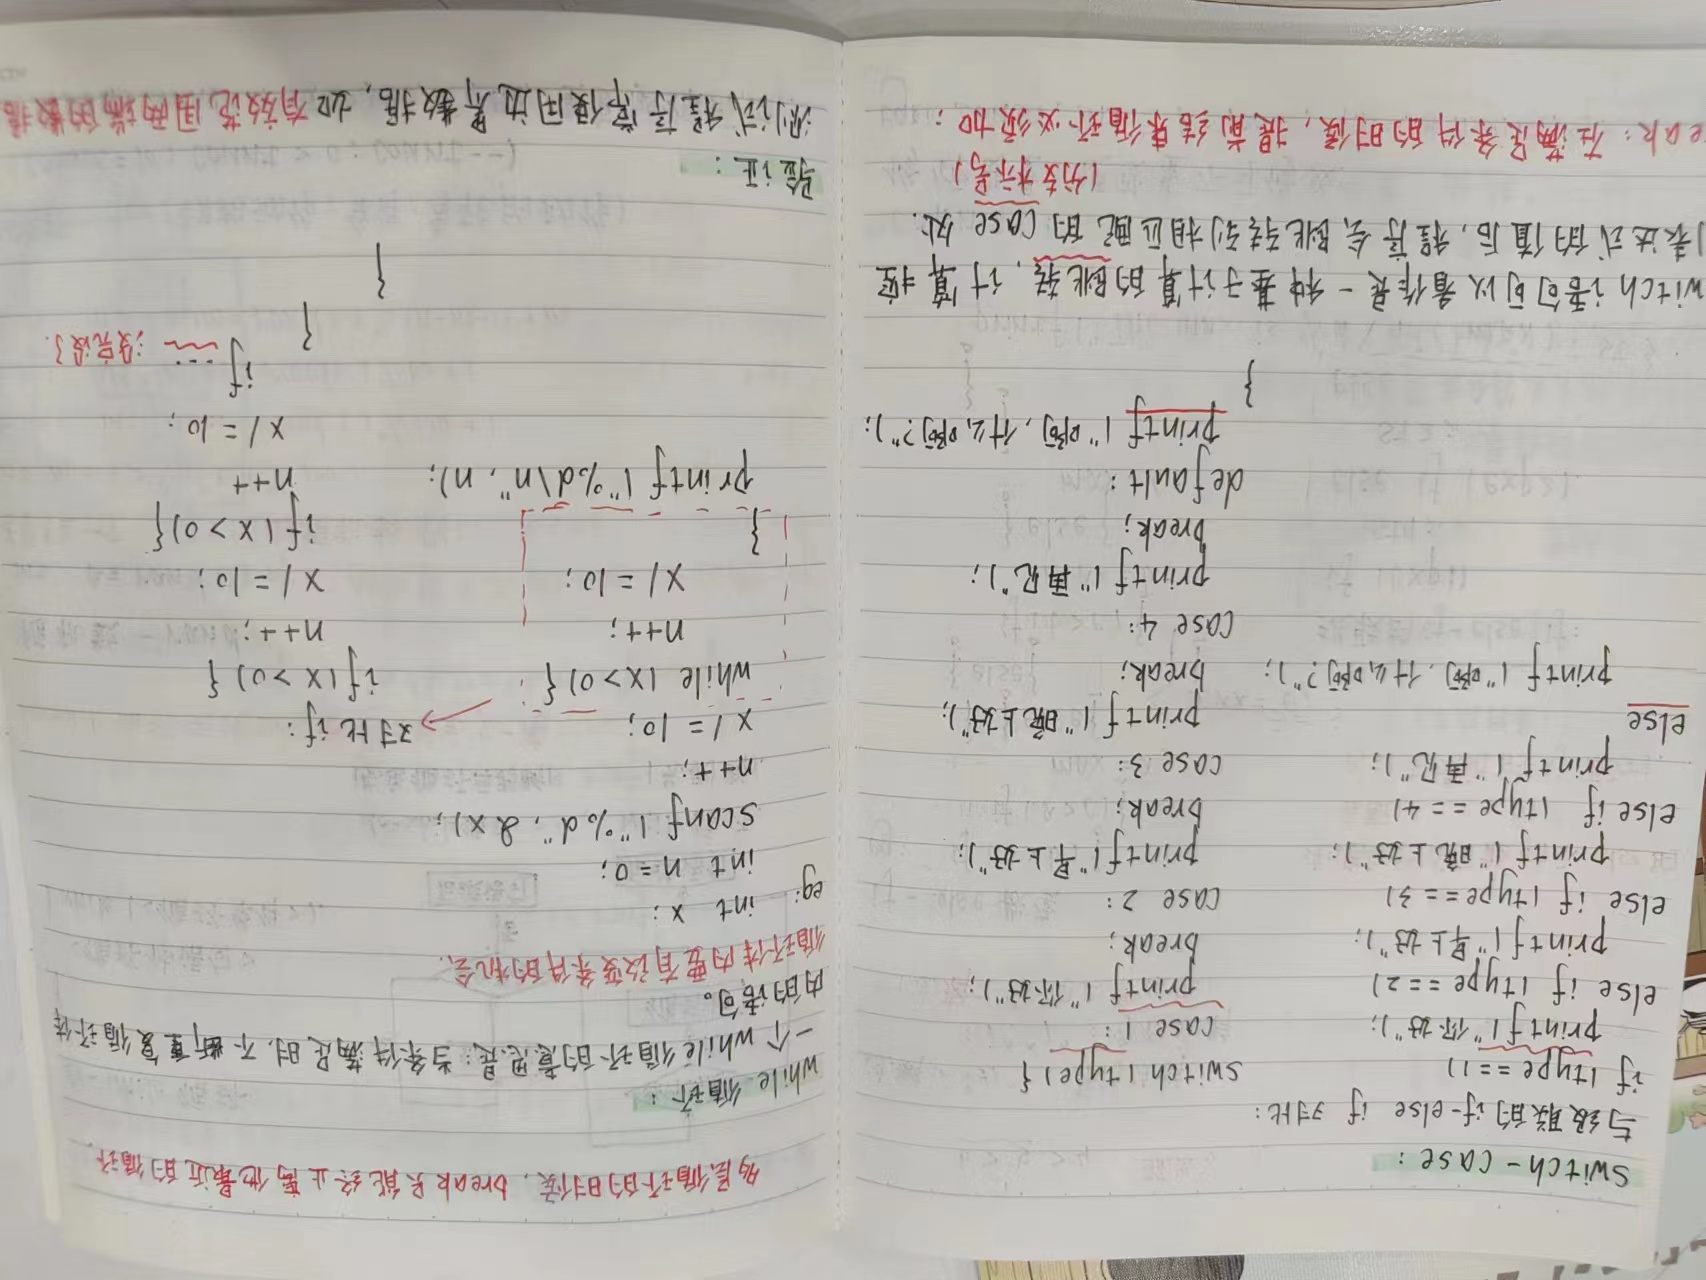 switch-case：
与级联的if-else if 对比：
if (type == 1)
printf("你好");
else if (type == 2)
printf("早上好");
else if (type == 3)
printf("晚上好");
else if (type == 4)
printf("再见");
else
printf("啊,什么啊?");
switch(type){
case 1:
printf("你好");
break;
case 2:
printf("早上好");
break;
case 3:
printf("晚上好");
break;
case 4:
printf("再见");
break;
default:
printf("啊,什么啊?");
}
witch语句可以看作是一种基于计算的跳转,计算控
表达式的值后,程序会跳转到相匹配的case处.
(分支标号)
eak: 在满足条件的时候,提前结束循环必须加:
多层循环的时候, break只能终止离他最近的循环
while循环：
一个while循环的意思是:当条件满足时,不断重复循环体
内的语句。
循环体内要有改变条件的机会.
eg: int x;
int n=0;
scanf("%d", &x);
n++;
x /= 10;
while(x>0){
n++;
x /= 10;
}
printf("%d\n", n);
对比if:
if(x>0){
n++;
x /= 10;
if(x>0){
n++
x /= 10;
if ... 没完没了.
}
}
验证：
测试程序常使用边界数据,如有效范围两端的数据